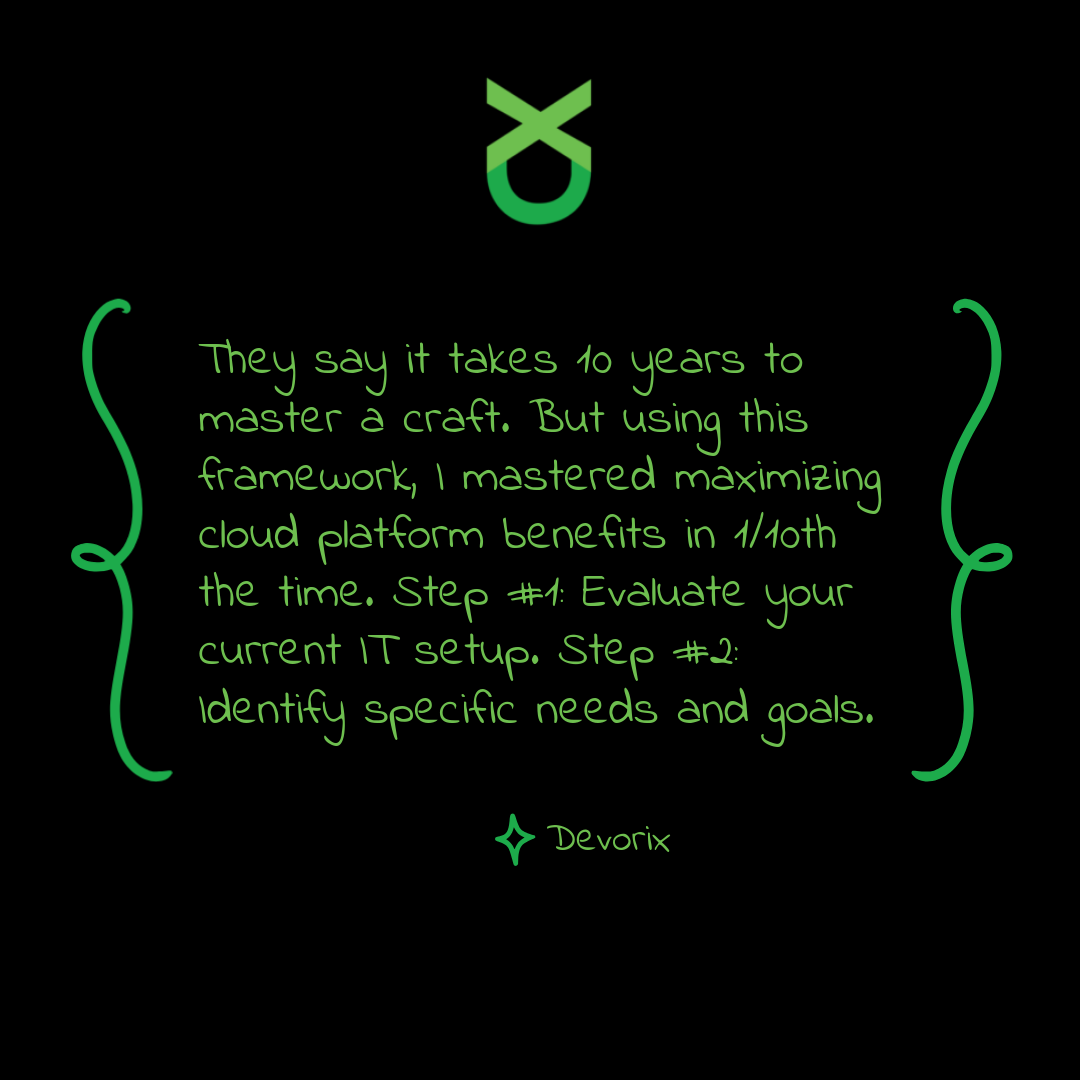 They say it takes 10 years to
master a craft. But using this
framework, I mastered maximizing
cloud platform benefits in 1/10th
the time. Step #1: Evaluate your
current IT setup. Step #2:
Identify specific needs and goals.
Devorix